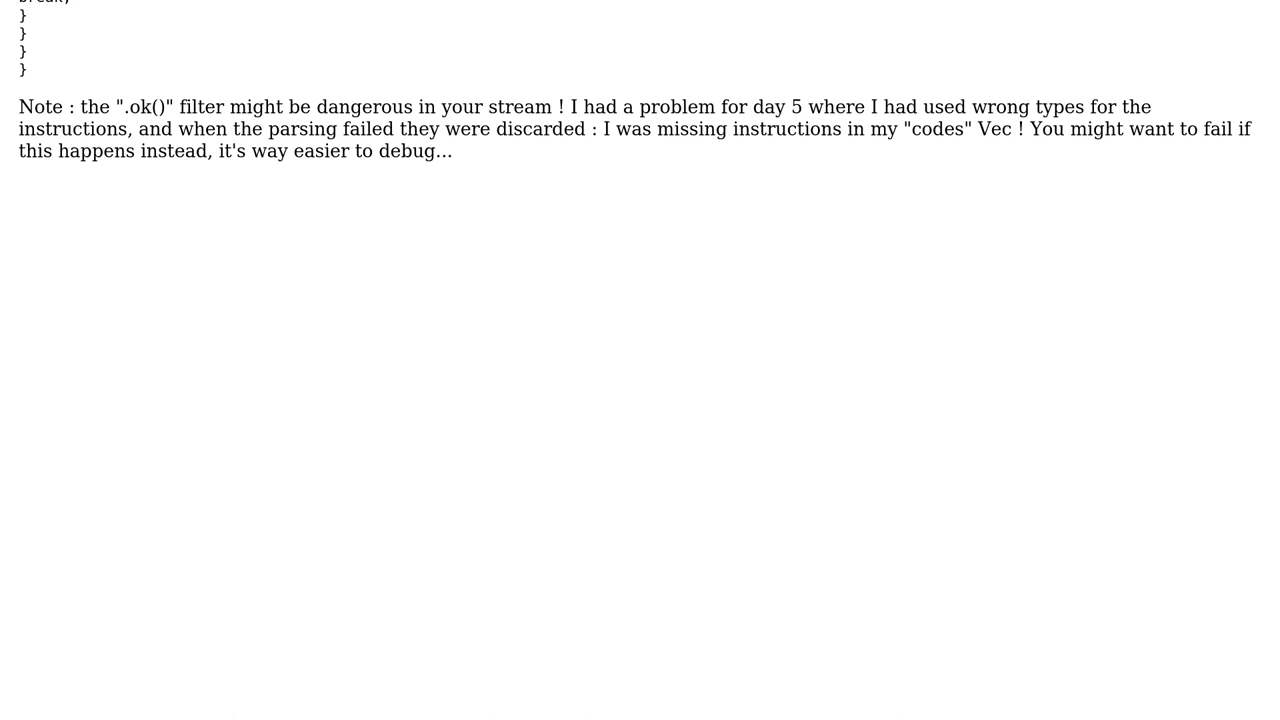 break;
}
}
}
}
Note : the ".ok()" filter might be dangerous in your stream ! I had a problem for day 5 where I had used wrong types for the
instructions, and when the parsing failed they were discarded : I was missing instructions in my "codes" Vec ! You might want to fail if
this happens instead, it's way easier to debug...